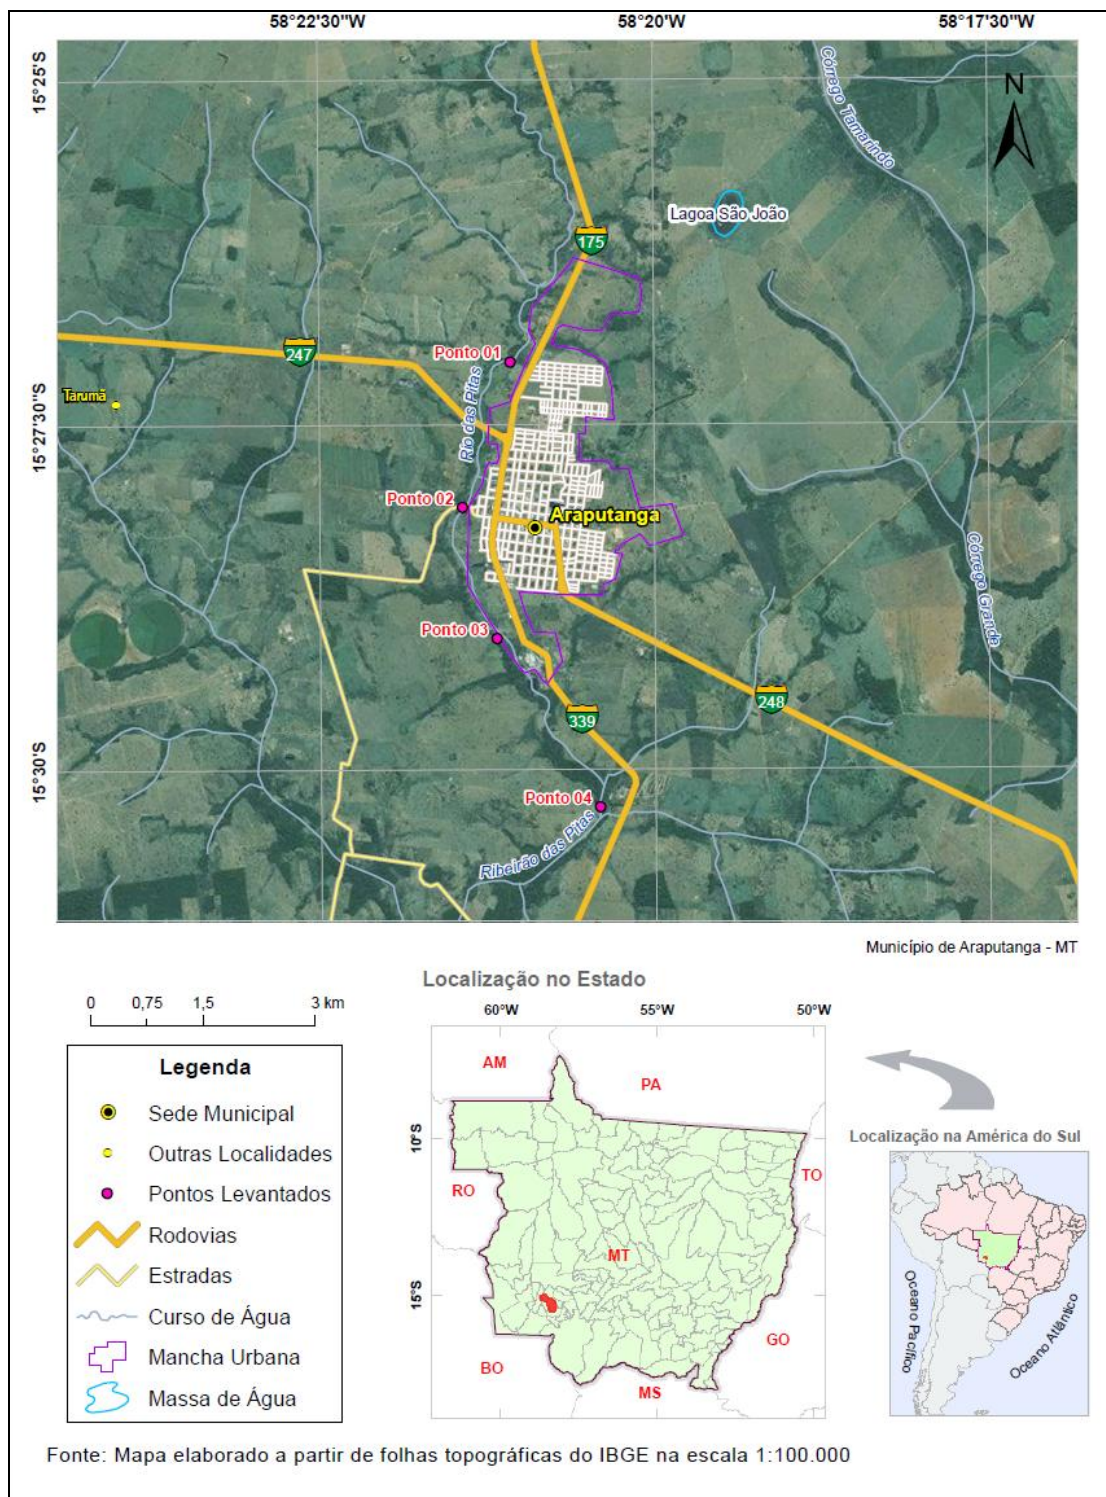 58°22'30"W 58°20'W 58°17'30"W
15°25'S
Córrego Tamarindo
N
Lagoa São João
175
247
Ponto 01
Tarumã
Rio das Pitas
15°27'30"S
Ponto 02
Araputanga
Córrego Grande
Ponto 03
248
339
15°30'S
Ponto 04
Ribeirão das Pitas
Município de Araputanga - MT
Localização no Estado
0 0,75 1,5 3 km
60°W 55°W 50°W
Legenda
Sede Municipal
Outras Localidades
Pontos Levantados
Rodovias
Estradas
Curso de Água
Mancha Urbana
Massa de Água
AM
PA
10°S
TO
RO
MT
15°S
GO
BO
MS
Localização na América do Sul
Oceano Pacífico
Oceano Atlântico
Fonte: Mapa elaborado a partir de folhas topográficas do IBGE na escala 1:100.000